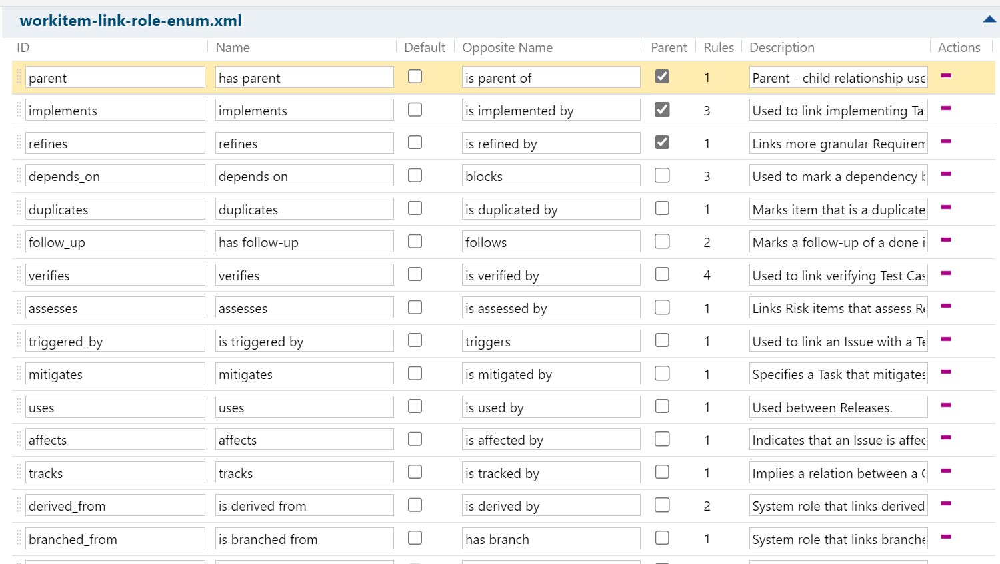 workitem-link-role-enum.xml
ID Name Default Opposite Name Parent Rules Description Actions
parent has parent is parent of 1 Parent - child relationship use
implements implements is implemented by 3 Used to link implementing Ta
refines refines is refined by 1 Links more granular Requirem
depends_on depends on blocks 3 Used to mark a dependency
duplicates duplicates is duplicated by 1 Marks item that is a duplicate
follow_up has follow-up follows 2 Marks a follow-up of a done i
verifies verifies is verified by 4 Used to link verifying Test Cas
assesses assesses is assessed by 1 Links Risk items that assess Re
triggered_by is triggered by triggers 1 Used to link an Issue with a Te
mitigates mitigates is mitigated by 1 Specifies a Task that mitigates
uses uses is used by 1 Used between Releases.
affects affects is affected by 1 Indicates that an Issue is affec
tracks tracks is tracked by 1 Implies a relation between a
derived_from is derived from is derived by 2 System role that links derived
branched_from is branched from has branch 1 System role that links branche